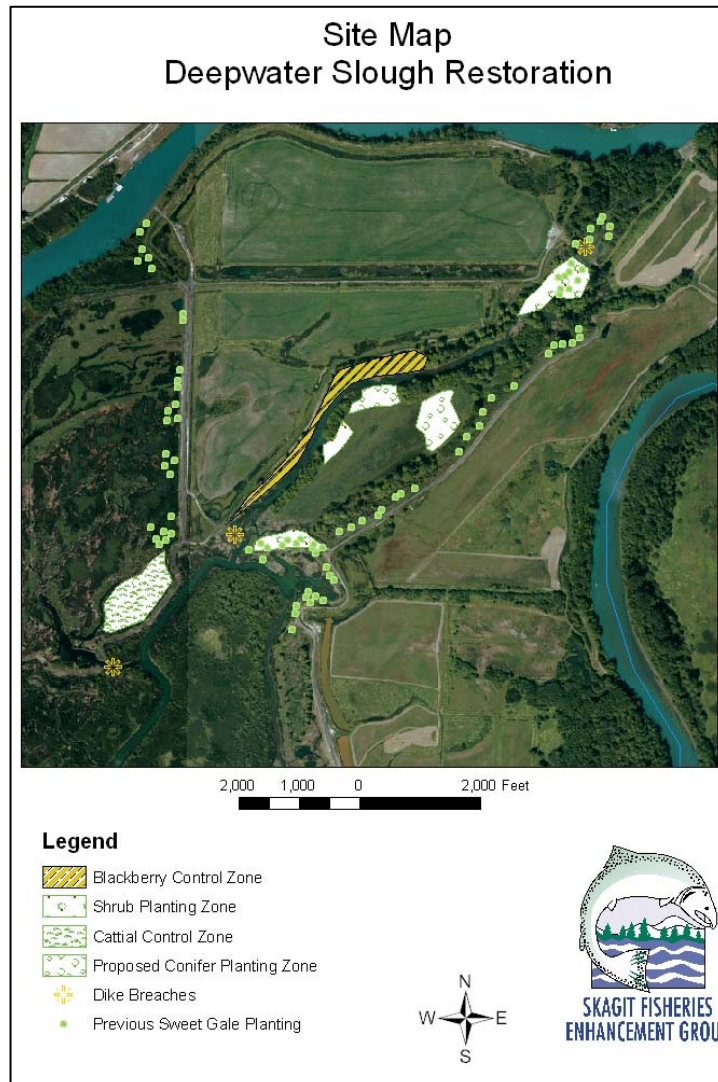 Site Map
Deepwater Slough Restoration
2,000 1,000 0 2,000 Feet
Legend
Blackberry Control Zone
Shrub Planting Zone
Cattial Control Zone
Proposed Conifer Planting Zone
Dike Breaches
Previous Sweet Gale Planting
N
W E
S
SKAGIT FISHERIES
ENHANCEMENT GROU